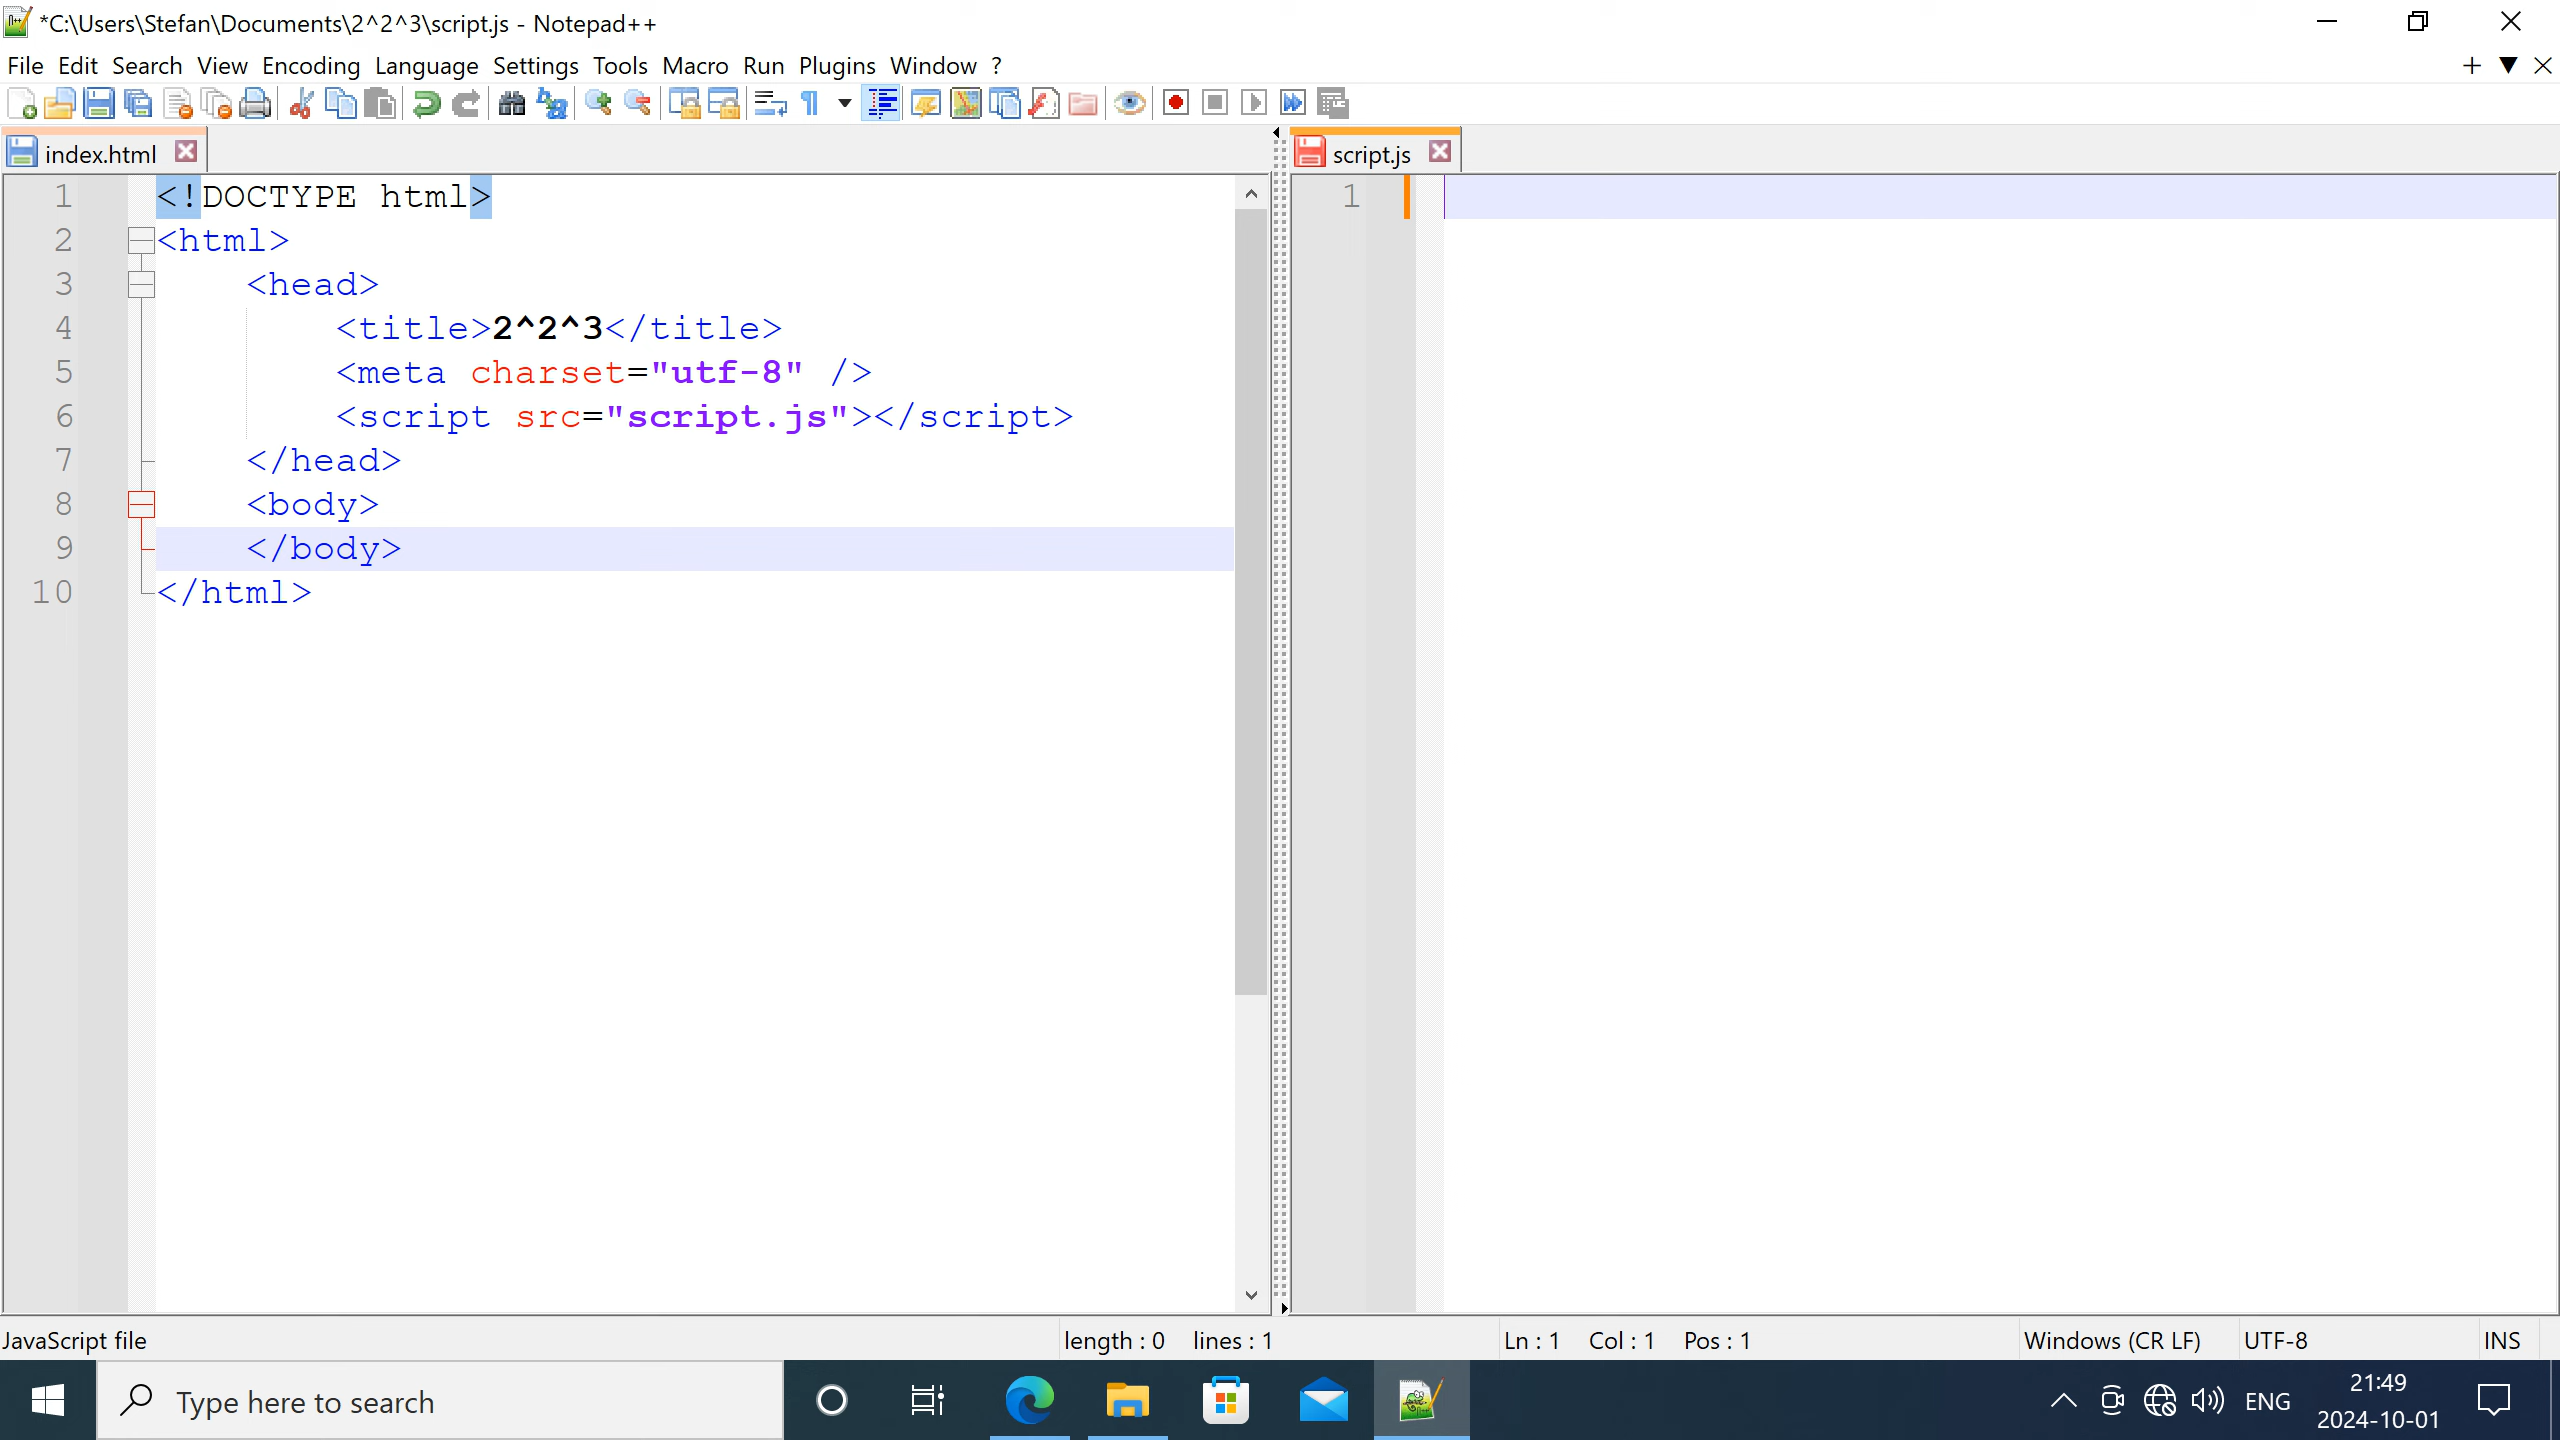 *C:\Users\Stefan\Documents\2^2^3\script.js - Notepad++
File Edit Search View Encoding Language Settings Tools Macro Run Plugins Window ?
index.html
1 <!DOCTYPE html>
2 <html>
3 <head>
4 <title>2^2^3</title>
5 <meta charset="utf-8" />
6 <script src="script.js"></script>
7 </head>
8 <body>
9 </body>
10 </html>
script.js
1
JavaScript file length : 0 lines : 1 Ln : 1 Col : 1 Pos : 1 Windows (CR LF) UTF-8 INS
Type here to search
ENG
21:49
2024-10-01